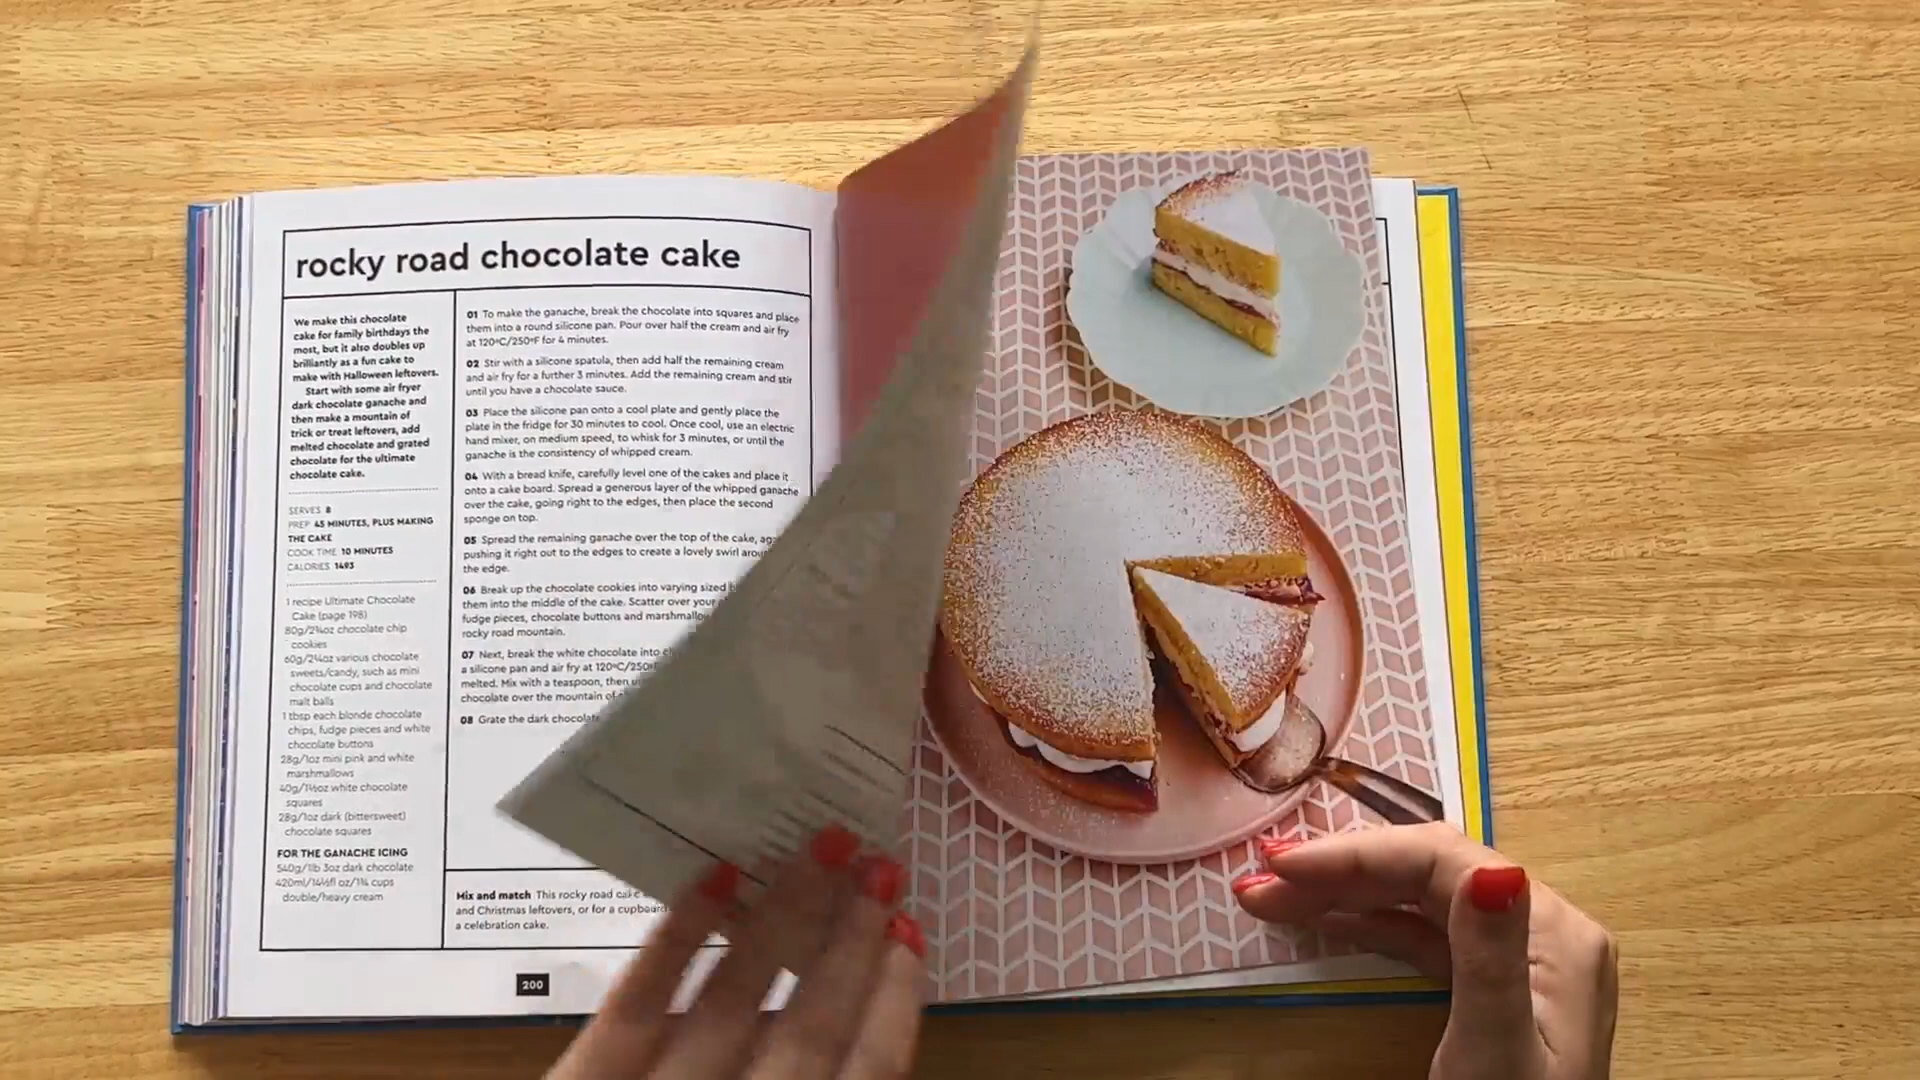 rocky road chocolate cake
We make this chocolate
cake for family birthdays the
most, but it also doubles up
brilliantly as a fun cake to
make with Halloween leftovers.
Start with some air fryer
dark chocolate ganache and
then make a mountain of
trick or treat leftovers, add
melted chocolate and grated
chocolate for the ultimate
chocolate cake.
SERVES 8
PREP 45 MINUTES, PLUS MAKING
THE CAKE
COOK TIME 10 MINUTES
CALORIES 1493
1 recipe Ultimate Chocolate
Cake (page 198)
80g/2¾oz chocolate chip
cookies
60g/2¼oz various chocolate
sweets/candy, such as mini
chocolate cups and chocolate
malt balls
1 tbsp each blonde chocolate
chips, fudge pieces and white
chocolate buttons
28g/1oz mini pink and white
marshmallows
40g/1½oz white chocolate
squares
28g/1oz dark (bittersweet)
chocolate squares
FOR THE GANACHE ICING
540g/1lb 3oz dark chocolate
420ml/14½fl oz/1¾ cups
double/heavy cream
01 To make the ganache, break the chocolate into squares and place
them into a round silicone pan. Pour over half the cream and air fry
at 120ºC/250ºF for 4 minutes.
02 Stir with a silicone spatula, then add half the remaining cream
and air fry for a further 3 minutes. Add the remaining cream and stir
until you have a chocolate sauce.
03 Place the silicone pan onto a cool plate and gently place the
plate in the fridge for 30 minutes to cool. Once cool, use an electric
hand mixer, on medium speed, to whisk for 3 minutes, or until the
ganache is the consistency of whipped cream.
04 With a bread knife, carefully level one of the cakes and place it
onto a cake board. Spread a generous layer of the whipped ganache
over the cake, going right to the edges, then place the second
sponge on top.
05 Spread the remaining ganache over the top of the cake,
pushing it right out to the edges to create a lovely swirl
the edge.
06 Break up the chocolate cookies into varying sized
them into the middle of the cake. Scatter over your
fudge pieces, chocolate buttons and
rocky road mountain.
07 Next, break the white chocolate into
a silicone pan and air fry at
melted. Mix with a teaspoon, then
chocolate over the mountain of
08 Grate the dark
Mix and match This rocky road
and Christmas leftovers, or for a
a celebration cake.
200